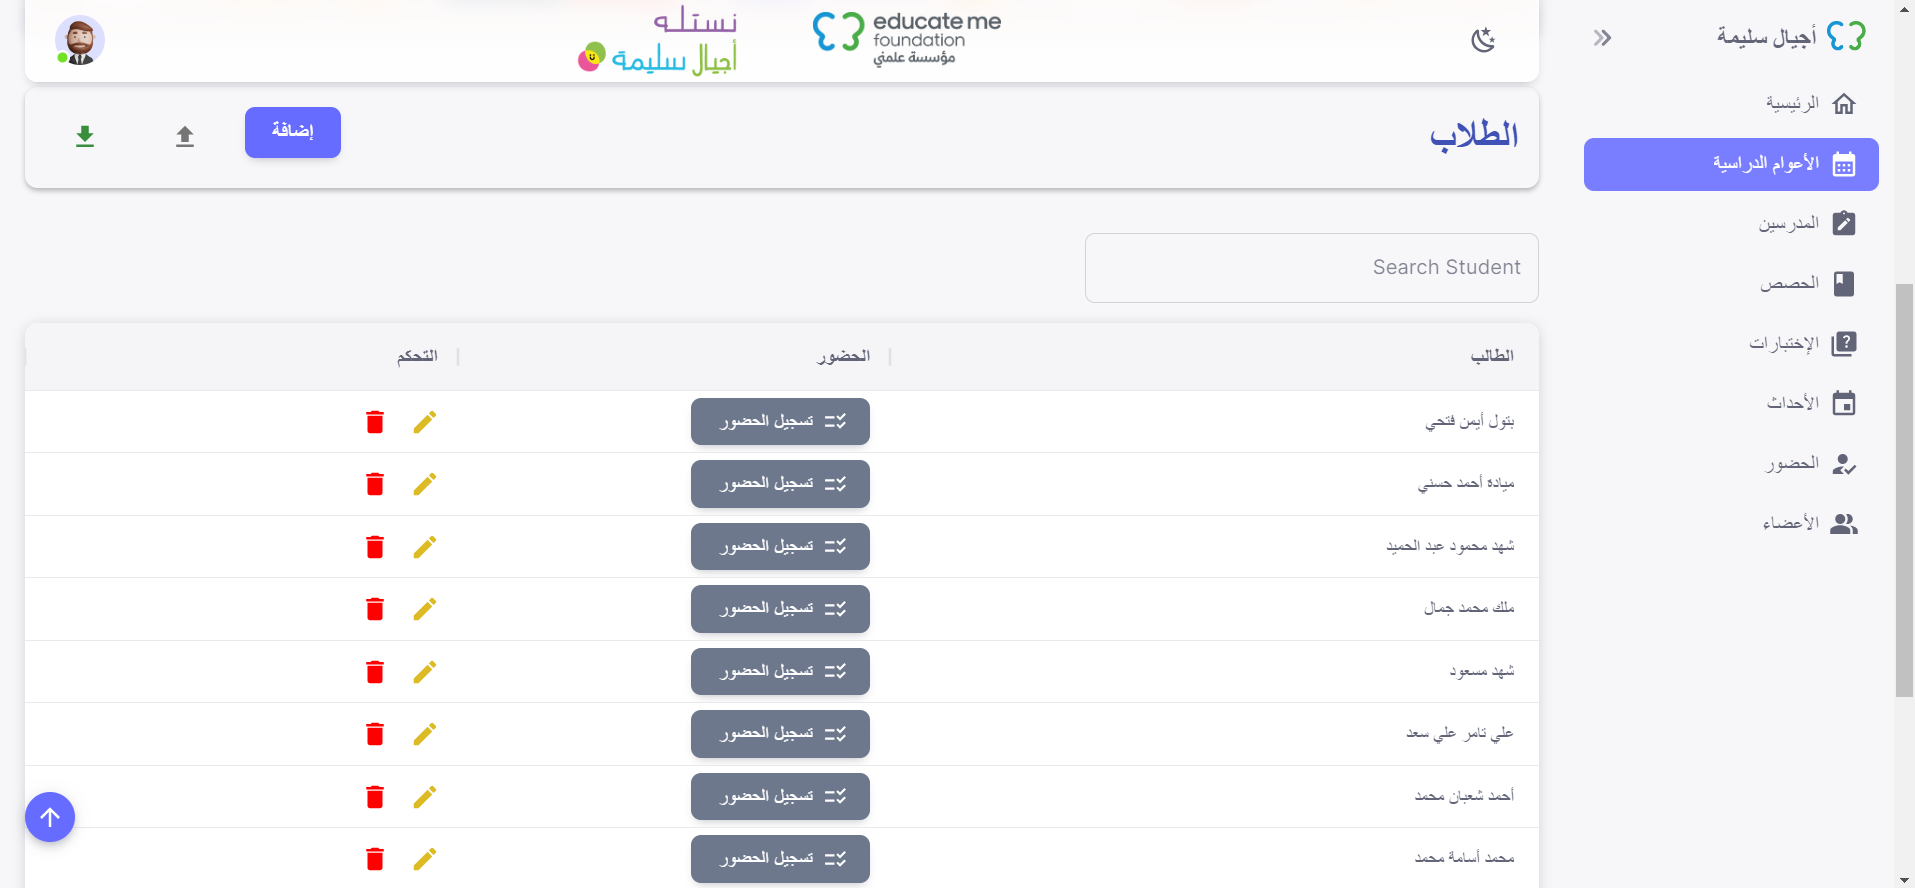 أجيال سليمة
الرئيسية
الأعوام الدراسية
المدرسين
الحصص
الإختبارات
الأحداث
الحضور
الأعضاء
educate me
foundation
مؤسسة علمني
نستله
أجيال سليمة
الطلاب
إضافة
Search Student
الطالب
الحضور
التحكم
بتول أيمن فتحي
تسجيل الحضور
ميادة أحمد حسني
تسجيل الحضور
شهد محمود عبد الحميد
تسجيل الحضور
ملك محمد جمال
تسجيل الحضور
شهد مسعود
تسجيل الحضور
علي تامر علي سعد
تسجيل الحضور
أحمد شعبان محمد
تسجيل الحضور
محمد أسامة محمد
تسجيل الحضور